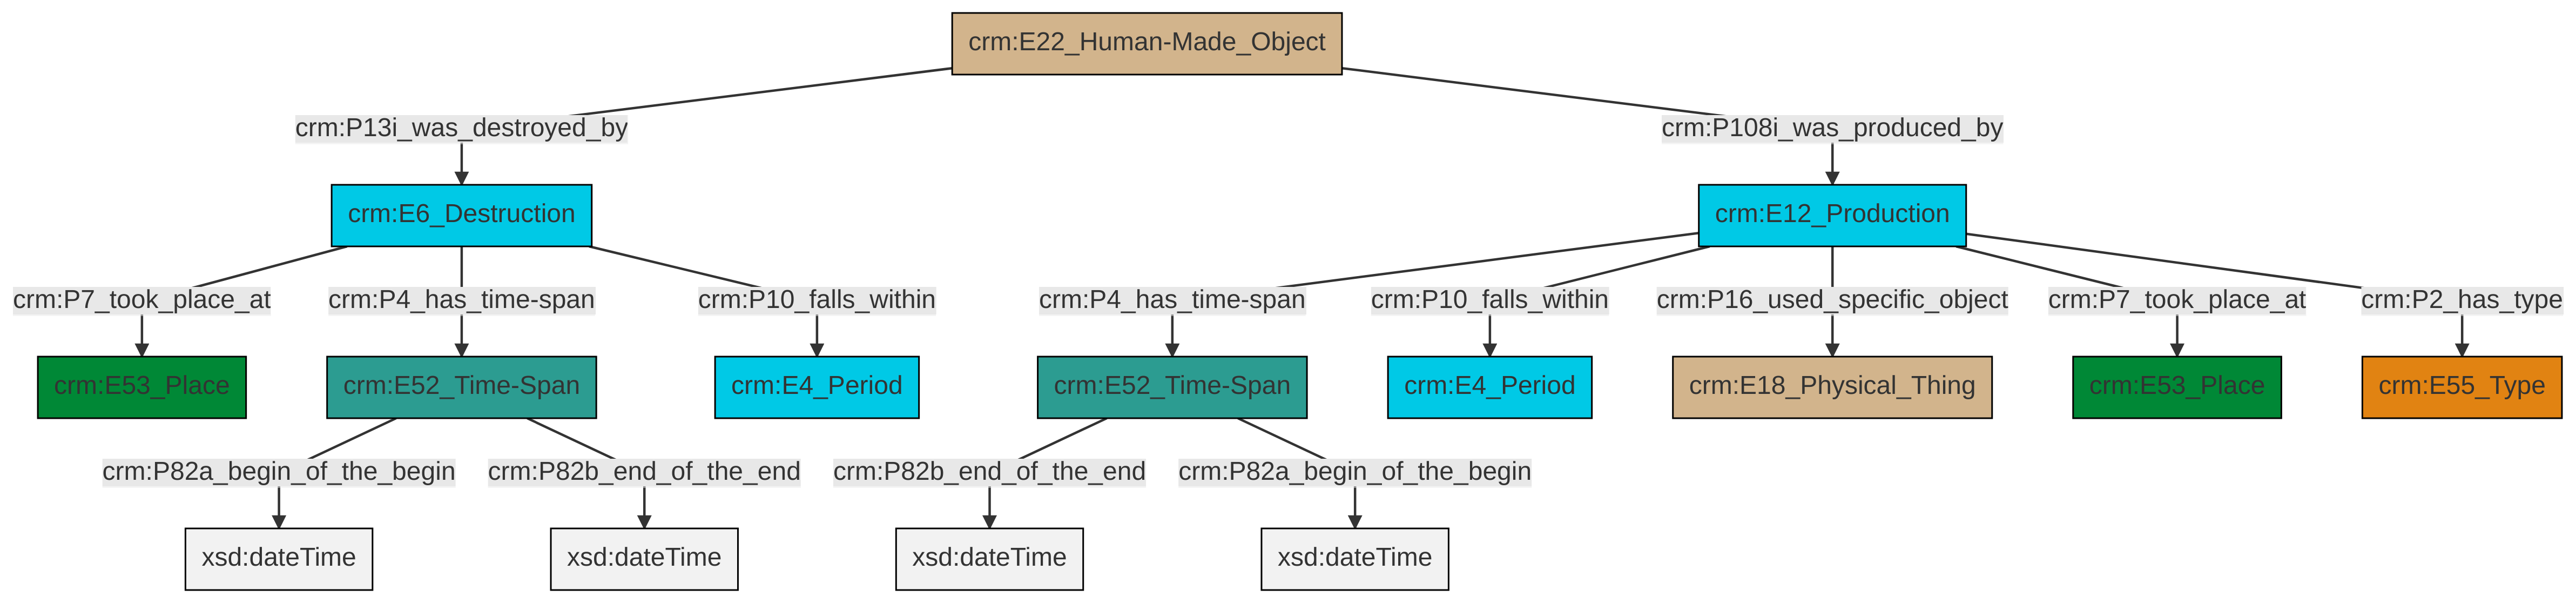 crm:E22_Human-Made_Object
crm:P13i_was_destroyed_by
crm:P108i_was_produced_by
crm:E6_Destruction
crm:E12_Production
crm:P7_took_place_at
crm:P4_has_time-span
crm:P10_falls_within
crm:P4_has_time-span
crm:P10_falls_within
crm:P16_used_specific_object
crm:P7_took_place_at
crm:P2_has_type
crm:E53_Place
crm:E52_Time-Span
crm:E4_Period
crm:E52_Time-Span
crm:E4_Period
crm:E18_Physical_Thing
crm:E53_Place
crm:E55_Type
crm:P82a_begin_of_the_begin
crm:P82b_end_of_the_end
crm:P82b_end_of_the_end
crm:P82a_begin_of_the_begin
xsd:dateTime
xsd:dateTime
xsd:dateTime
xsd:dateTime